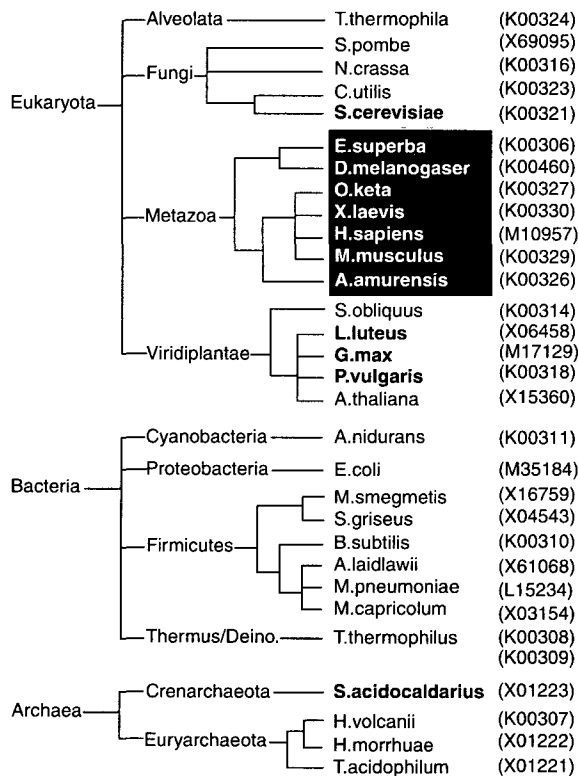 Alveolata T.thermophila (K00324)
S.pombe (X69095)
Fungi N.crassa (K00316)
C.utilis (K00323)
Eukaryota S.cerevisiae (K00321)
E.superba (K00306)
D.melanogaser (K00460)
O.keta (K00327)
Metazoa X.laevis (K00330)
H.sapiens (M10957)
M.musculus (K00329)
A.amurensis (K00326)
S.obliquus (K00314)
L.luteus (X06458)
Viridiplantae G.max (M17129)
P.vulgaris (K00318)
A.thaliana (X15360)
Cyanobacteria A.nidurans (K00311)
Proteobacteria E.coli (M35184)
Bacteria M.smegmetis (X16759)
S.griseus (X04543)
Firmicutes B.subtilis (K00310)
A.laidlawii (X61068)
M.pneumoniae (L15234)
M.capricolum (X03154)
Thermus/Deino. T.thermophilus (K00308)
(K00309)
Crenarchaeota S.acidocaldarius (X01223)
Archaea H.volcanii (K00307)
Euryarchaeota H.morrhuae (X01222)
T.acidophilum (X01221)